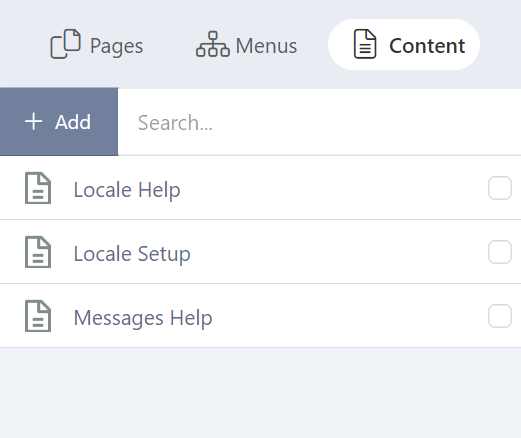 Pages Menus Content
+ Add Search...
Locale Help
Locale Setup
Messages Help